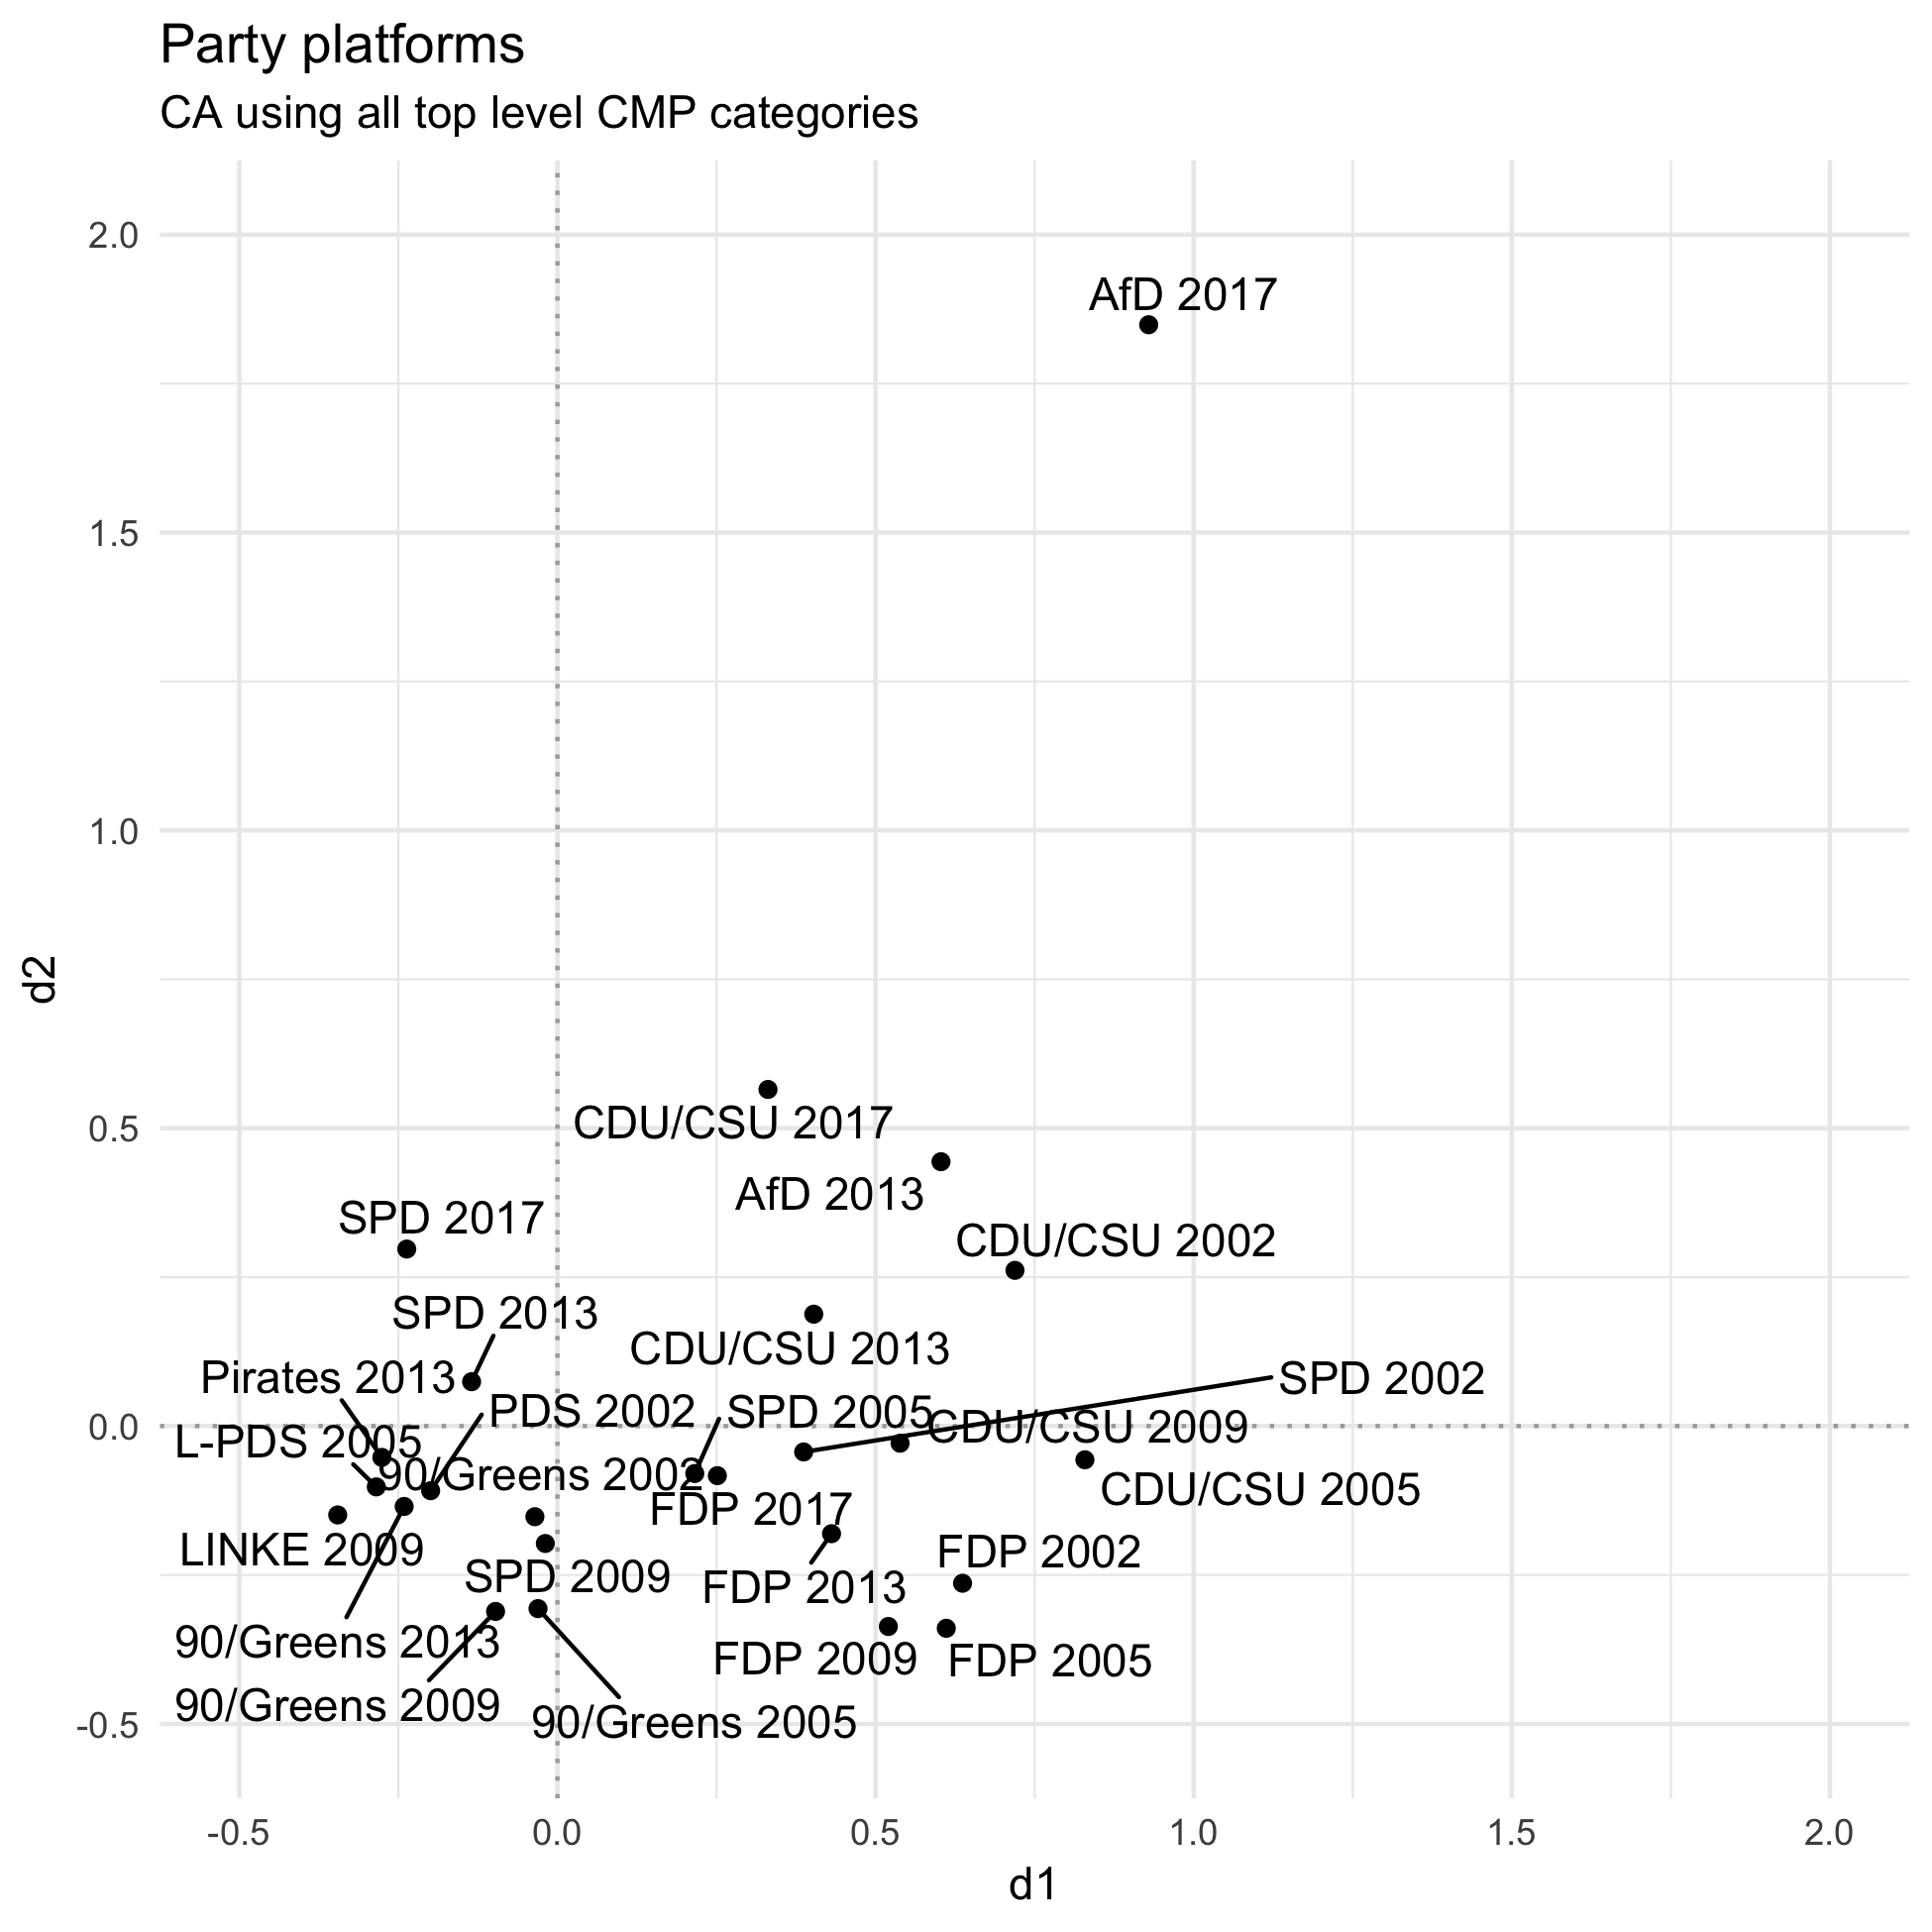 Party platforms
CA using all top level CMP categories
2.0
AfD 2017
1.5
1.0
d2
CDU/CSU 2017
0.5
AfD 2013
SPD 2017
CDU/CSU 2002
SPD 2013
CDU/CSU 2013
Pirates 2013
SPD 2002
PDS 2002
SPD 2005
0.0
CDU/CSU 2009
L-PDS 2005
90/Greens 2002
CDU/CSU 2005
FDP 2017
LINKE 2009
FDP 2002
SPD 2009
FDP 2013
90/Greens 2013
FDP 2009
FDP 2005
90/Greens 2009
90/Greens 2005
-0.5
-0.5
0.0
0.5
1.0
1.5
2.0
d1